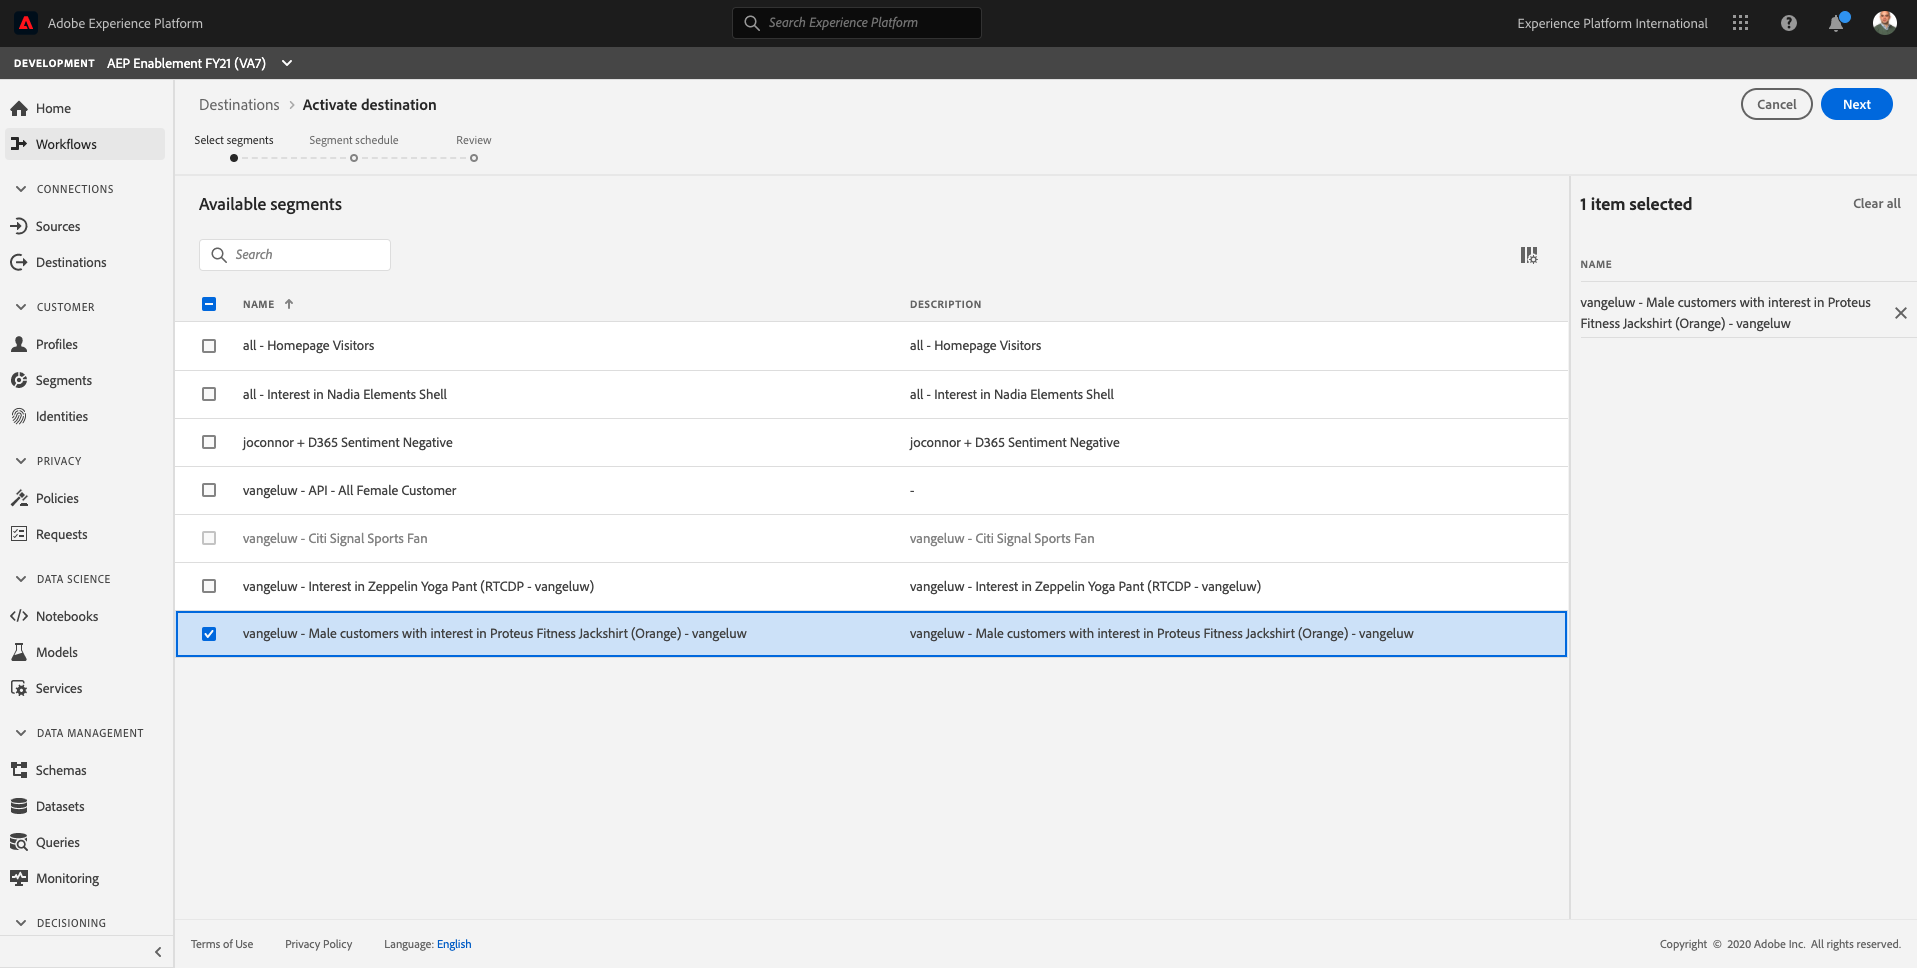 Adobe Experience Platform
Search Experience Platform
Experience Platform International
DEVELOPMENT AEP Enablement FY21 (VA7)
Home
Workflows
CONNECTIONS
Sources
Destinations
CUSTOMER
Profiles
Segments
Identities
PRIVACY
Policies
Requests
DATA SCIENCE
Notebooks
Models
Services
DATA MANAGEMENT
Schemas
Datasets
Queries
Monitoring
DECISIONING
Destinations > Activate destination
Cancel
Next
Select segments
Segment schedule
Review
Available segments
Search
NAME DESCRIPTION
all - Homepage Visitors all - Homepage Visitors
all - Interest in Nadia Elements Shell all - Interest in Nadia Elements Shell
joconnor + D365 Sentiment Negative joconnor + D365 Sentiment Negative
vangeluw - API - All Female Customer -
vangeluw - Citi Signal Sports Fan vangeluw - Citi Signal Sports Fan
vangeluw - Interest in Zeppelin Yoga Pant (RTCDP - vangeluw) vangeluw - Interest in Zeppelin Yoga Pant (RTCDP - vangeluw)
vangeluw - Male customers with interest in Proteus Fitness Jackshirt (Orange) - vangeluw vangeluw - Male customers with interest in Proteus Fitness Jackshirt (Orange) - vangeluw
1 item selected
Clear all
NAME
vangeluw - Male customers with interest in Proteus
Fitness Jackshirt (Orange) - vangeluw
Terms of Use
Privacy Policy
Language: English
Copyright © 2020 Adobe Inc. All rights reserved.